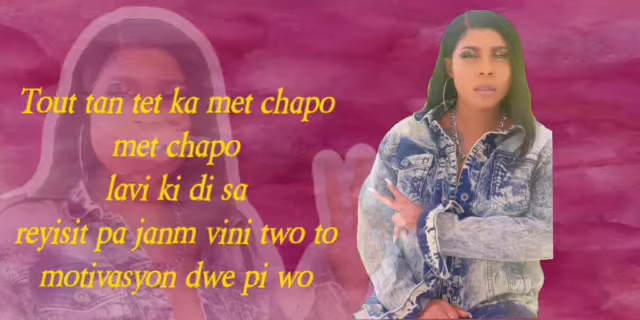 Tout tan tet ka met chapo
met chapo
lavi ki di sa
reyisit pa janm vini two to
motivasyon dwe pi wo